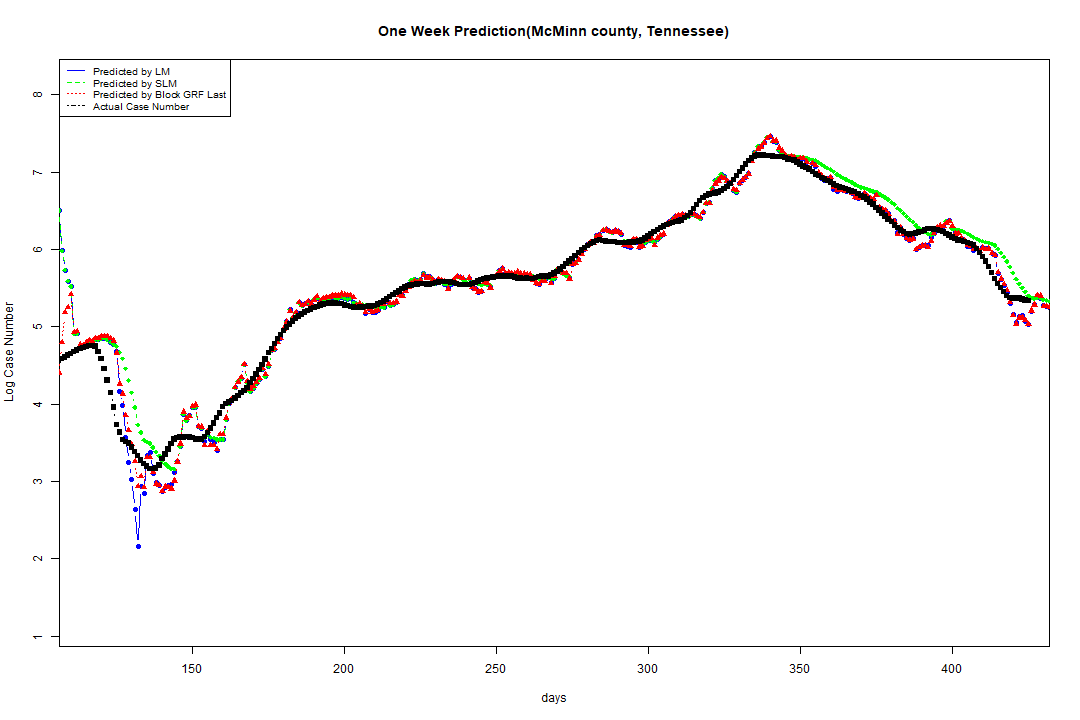 One Week Prediction(McMinn county, Tennessee)
Predicted by LM
Predicted by SLM
Predicted by Block GRF Last
Actual Case Number
8
7
6
5
4
3
2
1
Log Case Number
150 200 250 300 350 400
days